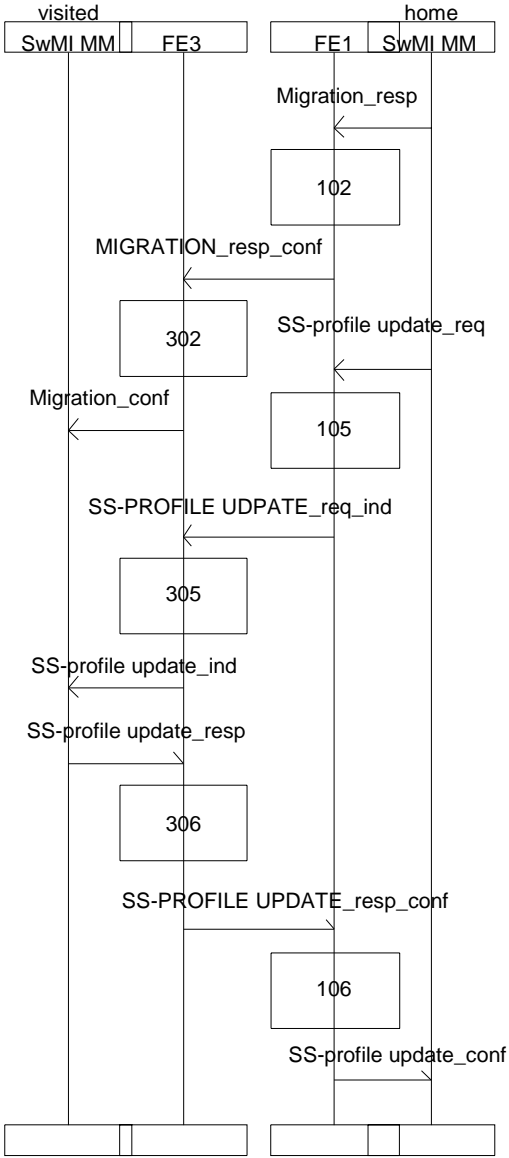 visited home
SwMI MM FE3 FE1 SwMI MM
Migration_resp
102
MIGRATION_resp_conf
SS-profile update_req
302
Migration_conf
105
SS-PROFILE UDPATE_req_ind
305
SS-profile update_ind
SS-profile update_resp
306
SS-PROFILE UPDATE_resp_conf
106
SS-profile update_conf